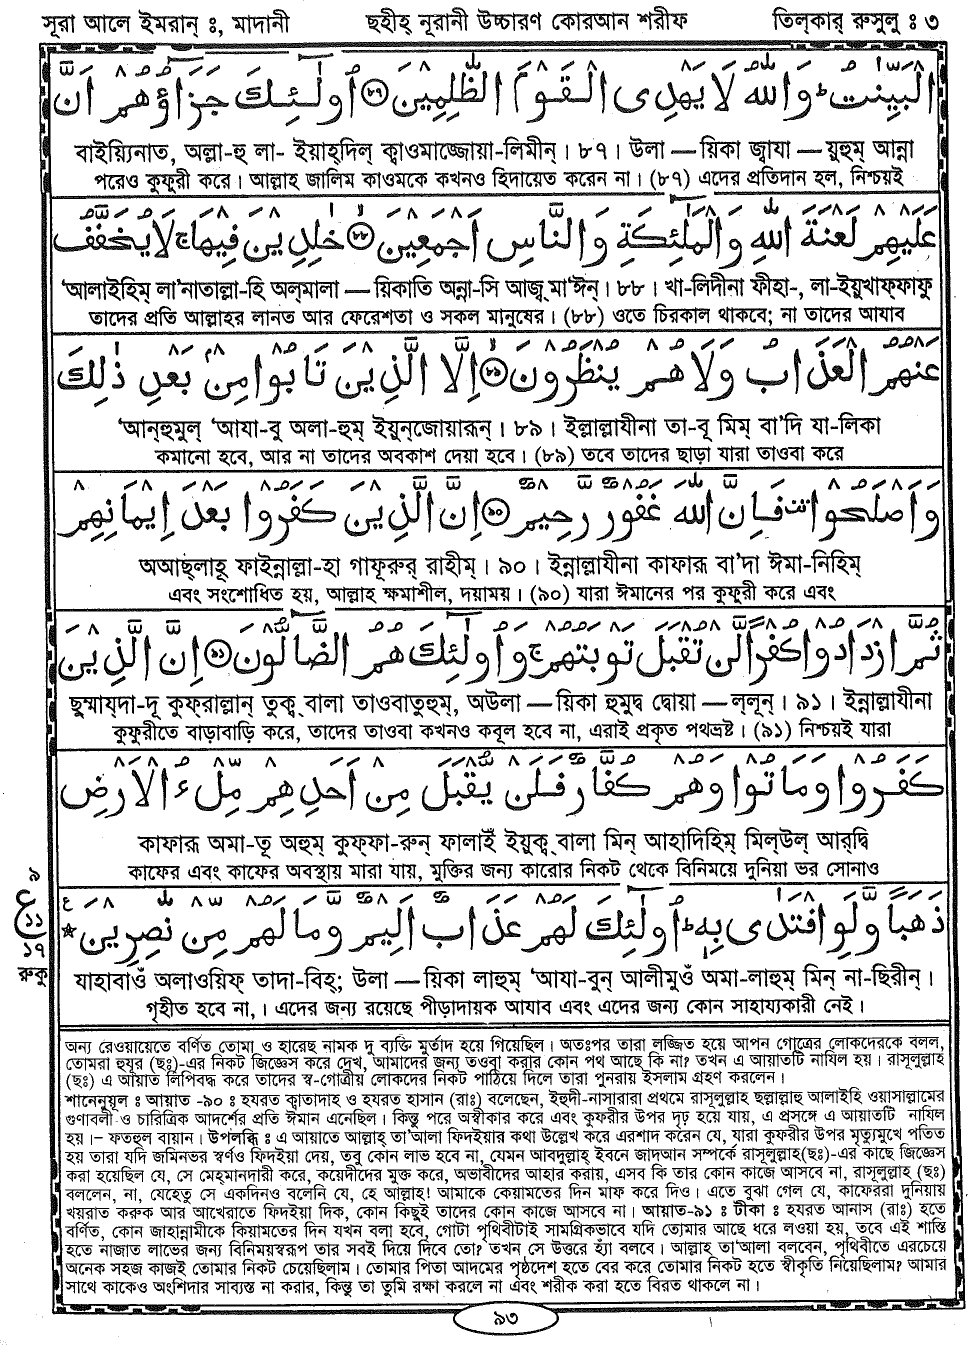 সূরা আলে ইমরান্ ঃ, মাদানী ছহীহ্ নূরানী উচ্চারণ কোরআন শরীফ তিল্কার্ রুসুলু ঃ ৩
الْبَيِّنٰتُ ؕ وَاللّٰهُ لَا يَهْدِى الْقَوْمَ الظّٰلِمِيْنَ ﴿۸۶﴾ اُولٰٓئِكَ جَزَآؤُهُمْ اَنَّ
বাইয়্যিনাত, অল্লা-হু লা- ইয়াহ্দিল্ ক্বাওমাজ্জোয়া-লিমীন্। ৮৭। উলা —য়িকা জ্বাযা —য়ুহুম্ আন্না
পরেও কুফুরী করে। আল্লাহ জালিম কাওমকে কখনও হিদায়েত করেন না। (৮৭) এদের প্রতিদান হল, নিশ্চয়ই
عَلَيْهِمْ لَعْنَةَ اللّٰهِ وَالْمَلٰٓئِكَةِ وَالنَّاسِ اَجْمَعِيْنَ ﴿۸۷﴾ خٰلِدِيْنَ فِيْهَا ۚ لَا يُخَفَّفُ
'আলাইহিম্ লা'নাতাল্লা-হি অল্মালা —য়িকাতি অন্না-সি আজ্ব্ মা'ঈন্। ৮৮। খা-লিদীনা ফীহা-, লা-ইয়ুখাফ্ফাফু
তাদের প্রতি আল্লাহর লানত আর ফেরেশতা ও সকল মানুষের। (৮৮) ওতে চিরকাল থাকবে; না তাদের আযাব
عَنْهُمُ الْعَذَابُ وَلَا هُمْ يُنْظَرُوْنَ ﴿۸۸﴾ اِلَّا الَّذِيْنَ تَابُوْا مِنْۢ بَعْدِ ذٰلِكَ
'আন্হুমুল্ 'আযা-বু অলা-হুম্ ইয়ুন্জোয়ারূন্। ৮৯। ইল্লাল্লাযীনা তা-বূ মিম্ বা'দি যা-লিকা
কমানো হবে, আর না তাদের অবকাশ দেয়া হবে। (৮৯) তবে তাদের ছাড়া যারা তাওবা করে
وَاَصْلَحُوْا ۟ فَاِنَّ اللّٰهَ غَفُوْرٌ رَّحِيْمٌ ﴿۹۰﴾ اِنَّ الَّذِيْنَ كَفَرُوْا بَعْدَ اِيْمَانِهِمْ
অআছ্লাহূ ফাইন্নাল্লা-হা গাফূরুর্ রাহীম্। ৯০। ইন্নাল্লাযীনা কাফারূ বা'দা ঈমা-নিহিম্
এবং সংশোধিত হয়, আল্লাহ ক্ষমাশীল, দয়াময়। (৯০) যারা ঈমানের পর কুফুরী করে এবং
ثُمَّ ازْدَادُوْا كُفْرًا لَّنْ تُقْبَلَ تَوْبَتُهُمْ ۚ وَاُولٰٓئِكَ هُمُ الضَّآلُّوْنَ ﴿۹۱﴾ اِنَّ الَّذِيْنَ
ছুম্মায্দা-দূ কুফ্রাল্লান্ তুক্ব্ বালা তাওবাতুহুম্, অউলা —য়িকা হুমুদ্ব দ্বোয়া —ল্লূন্। ৯১। ইন্নাল্লাযীনা
কুফুরীতে বাড়াবাড়ি করে, তাদের তাওবা কখনও কবুল হবে না, এরাই প্রকৃত পথভ্রষ্ট। (৯১) নিশ্চয়ই যারা
كَفَرُوْا وَمَاتُوْا وَهُمْ كُفَّارٌ فَلَنْ يُّقْبَلَ مِنْ اَحَدِهِمْ مِّلْءُ الْاَرْضِ
কাফারূ অমা-তূ অহুম্ কুফ্ফা-রুন্ ফালাইঁ ইয়ুক্ব্ বালা মিন্ আহাদিহিম্ মিল্উল্ আর্দ্বি
কাফের এবং কাফের অবস্থায় মারা যায়, মুক্তির জন্য কারোর নিকট থেকে বিনিময়ে দুনিয়া ভর সোনাও
ذَهَبًا وَّلَوِ افْتَدٰى بِهٖ ؕ اُولٰٓئِكَ لَهُمْ عَذَابٌ اَلِيْمٌ وَّمَا لَهُمْ مِّنْ نّٰصِرِيْنَ
যাহাবাওঁ অলাওয়িফ্ তাদা-বিহ্; উলা —য়িকা লাহুম্ 'আযা-বুন্ আলীমুওঁ অমা-লাহুম্ মিন্ না-ছিরীন্।
গৃহীত হবে না,। এদের জন্য রয়েছে পীড়াদায়ক আযাব এবং এদের জন্য কোন সাহায্যকারী নেই।
৯
ع
১১
১৭
রুকু
অন্য রেওয়ায়েতে বর্ণিত তোমা ও হারেছ নামক দু ব্যক্তি মুর্তাদ হয়ে গিয়েছিল। অতঃপর তারা লজ্জিত হয়ে আপন গোত্রের লোকদেরকে বলল,
তোমরা হুযূর (ছঃ)-এর নিকট জিজ্ঞেস করে দেখ, আমাদের জন্য তওবা করার কোন পথ আছে কি না? তখন এ আয়াতটি নাযিল হয়। রাসূলুল্লাহ
(ছঃ) এ আয়াত লিপিবদ্ধ করে তাদের স্ব-গোত্রীয় লোকদের নিকট পাঠিয়ে দিলে তারা পুনরায় ইসলাম গ্রহণ করলেন।
শানেনুযূল ঃ আয়াত -৯০ ঃ হযরত ক্বাতাদাহ ও হযরত হাসান (রাঃ) বলেছেন, ইহুদী-নাসারারা প্রথমে রাসূলুল্লাহ ছল্লাল্লাহু আলাইহি ওয়াসাল্লামের
গুণাবলী ও চারিত্রিক আদর্শের প্রতি ঈমান এনেছিল। কিন্তু পরে অস্বীকার করে এবং কুফরীর উপর দৃঢ় হয়ে যায়, এ প্রসঙ্গে এ আয়াতটি নাযিল
হয়।– ফতহুল বায়ান। উপলব্ধি ঃ এ আয়াতে আল্লাহ্ তা'আলা ফিদইয়ার কথা উল্লেখ করে এরশাদ করেন যে, যারা কুফরীর উপর মৃত্যুমুখে পতিত
হয় তারা যদি জমিনভর স্বর্ণও ফিদইয়া দেয়, তবু কোন লাভ হবে না, যেমন আবদুল্লাহ্ ইবনে জাদআন সম্পর্কে রাসূলুল্লাহ(ছঃ)-এর কাছে জিজ্ঞেস
করা হয়েছিল যে, সে মেহ্মানদারী করে, কয়েদীদের মুক্ত করে, অভাবীদের আহার করায়, এসব কি তার কোন কাজে আসবে না, রাসূলুল্লাহ (ছঃ)
বললেন, না, যেহেতু সে একদিনও বলেনি যে, হে আল্লাহ্! আমাকে কেয়ামতের দিন মাফ করে দিও। এতে বুঝা গেল যে, কাফেররা দুনিয়ায়
খয়রাত করুক আর আখেরাতে ফিদইয়া দিক, কোন কিছুই তাদের কোন কাজে আসবে না। আয়াত-৯১ ঃ টীকা ঃ হযরত আনাস (রাঃ) হতে
বর্ণিত, কোন জাহান্নামীকে কিয়ামতের দিন যখন বলা হবে, গোটা পৃথিবীটাই সামগ্রিকভাবে যদি তোমার আছে ধরে লওয়া হয়, তবে এই শাস্তি
হতে নাজাত লাভের জন্য বিনিময়স্বরূপ তার সবই দিয়ে দিবে তো? তখন সে উত্তরে হ্যাঁ বলবে। আল্লাহ্ তা'আলা বলবেন, পৃথিবীতে এরচেয়ে
অনেক সহজ কাজই তোমার নিকট চেয়েছিলাম। তোমার পিতা আদমের পৃষ্ঠদেশ হতে বের করে তোমার নিকট হতে স্বীকৃতি নিয়েছিলাম? আমার
সাথে কাকেও অংশিদার সাব্যস্ত না করার, কিন্তু তা তুমি রক্ষা করলে না এবং শরীক করা হতে বিরত থাকলে না।
৯৩